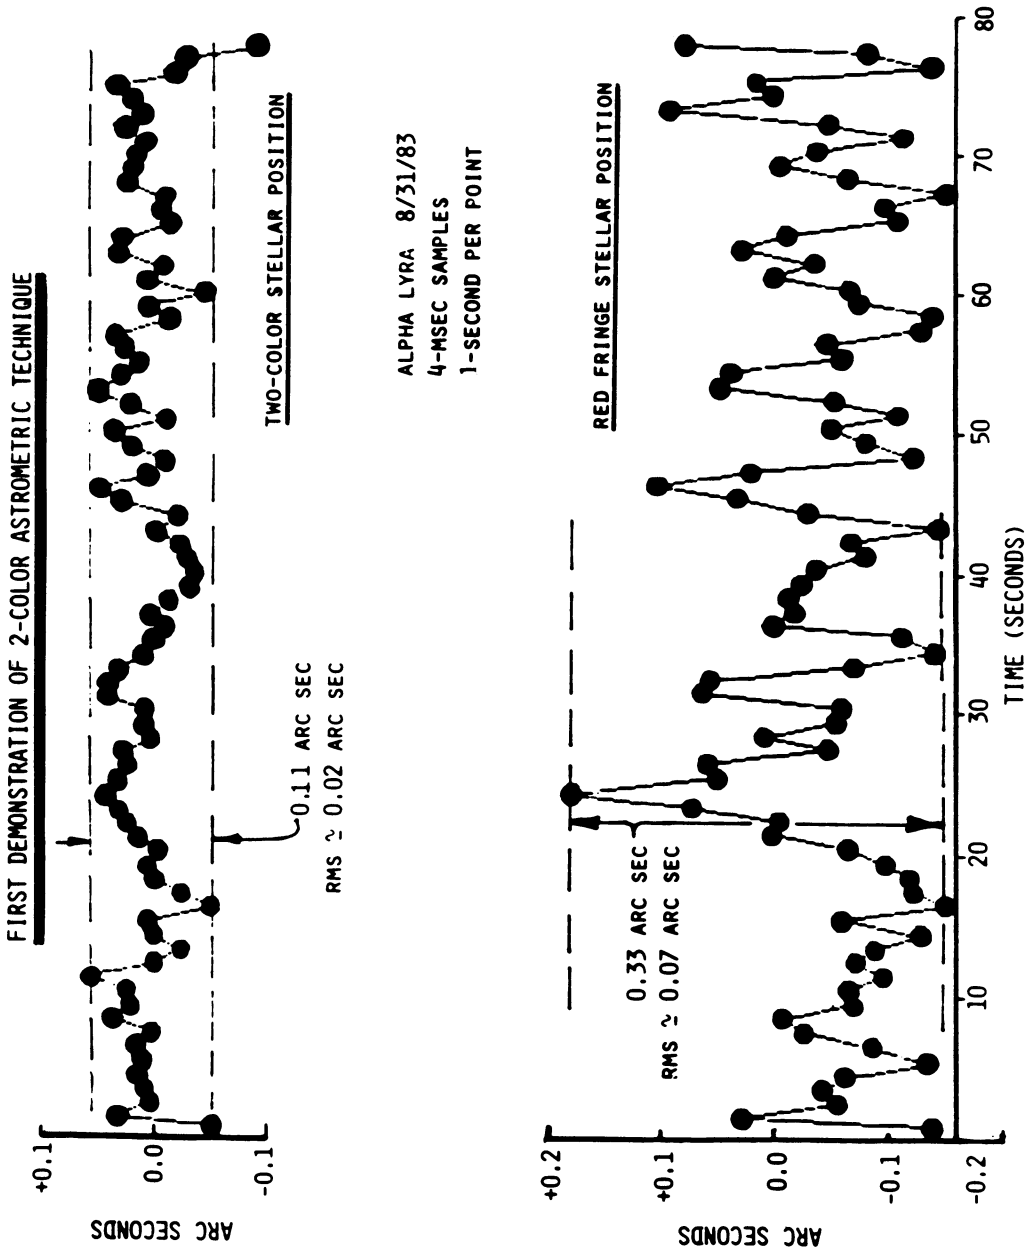 FIRST DEMONSTRATION OF 2-COLOR ASTROMETRIC TECHNIQUE
ARC SECONDS
+0.1
0.0
-0.1
0.11 ARC SEC
RMS ≃ 0.02 ARC SEC
TWO-COLOR STELLAR POSITION
ALPHA LYRA 8/31/83
4-MSEC SAMPLES
1-SECOND PER POINT
RED FRINGE STELLAR POSITION
ARC SECONDS
+0.2
+0.1
0.0
-0.1
-0.2
0.33 ARC SEC
RMS ≃ 0.07 ARC SEC
10
20
30
40
50
60
70
80
TIME (SECONDS)